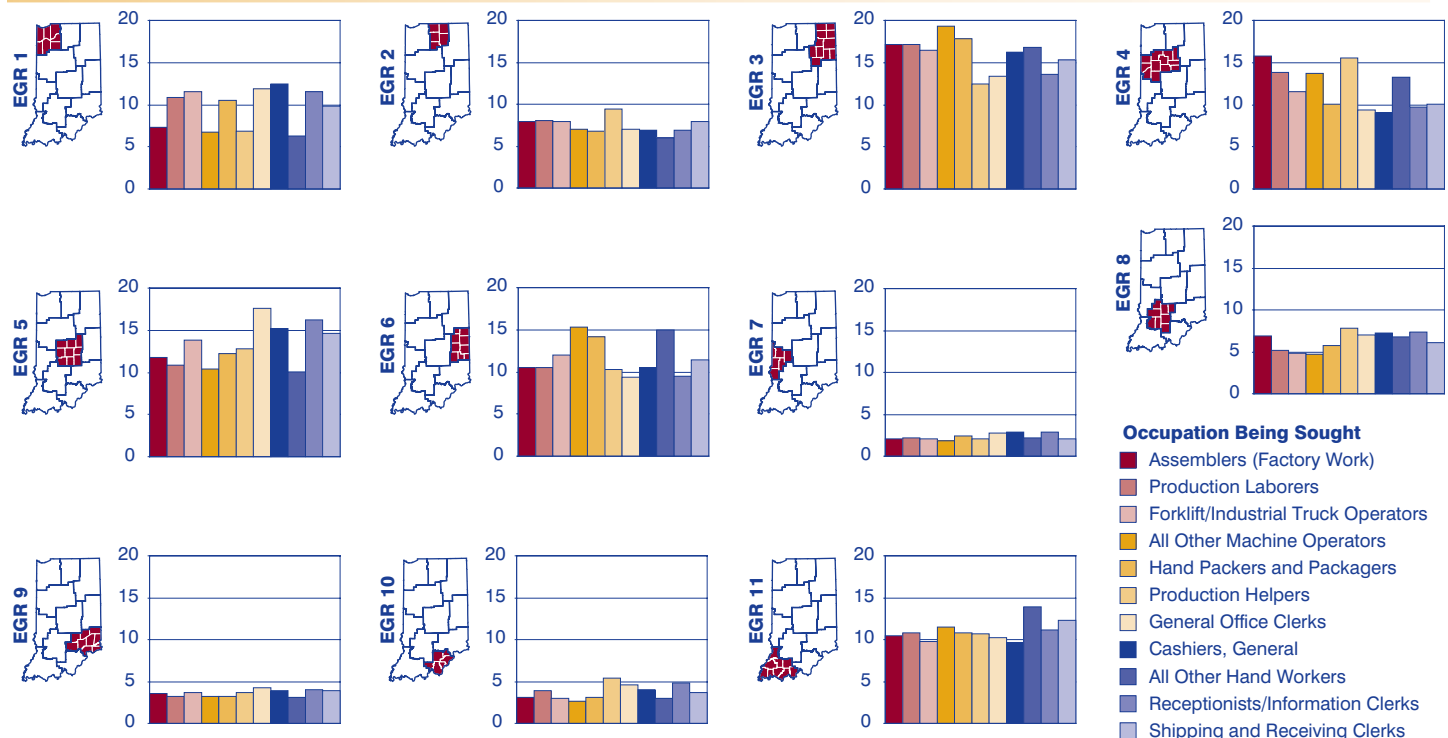 EGR 1
20
15
10
5
0
EGR 2
20
15
10
5
0
EGR 3
20
15
10
5
0
EGR 4
20
15
10
5
0
EGR 5
20
15
10
5
0
EGR 6
20
15
10
5
0
EGR 7
20
15
10
5
0
EGR 8
20
15
10
5
0
EGR 9
20
15
10
5
0
EGR 10
20
15
10
5
0
EGR 11
20
15
10
5
0
Occupation Being Sought
Assemblers (Factory Work)
Production Laborers
Forklift/Industrial Truck Operators
All Other Machine Operators
Hand Packers and Packagers
Production Helpers
General Office Clerks
Cashiers, General
All Other Hand Workers
Receptionists/Information Clerks
Shipping and Receiving Clerks